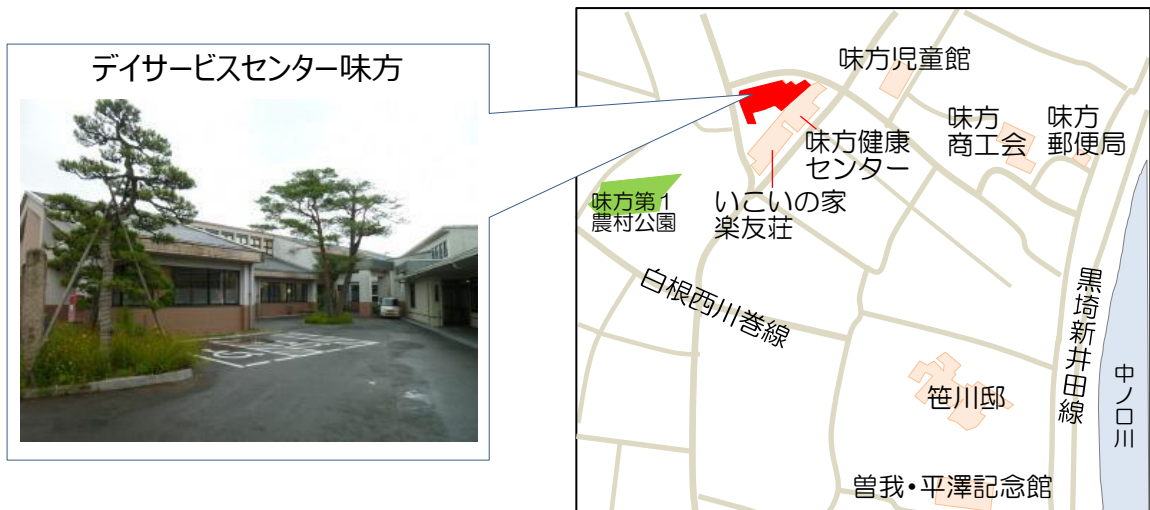 デイサービスセンター味方
味方児童館
味方健康
センター
味方
商工会
味方
郵便局
味方第1
農村公園
いこいの家
楽友荘
白根西川巻線
黒埼新井田線
笹川邸
中ノ口川
曽我・平澤記念館